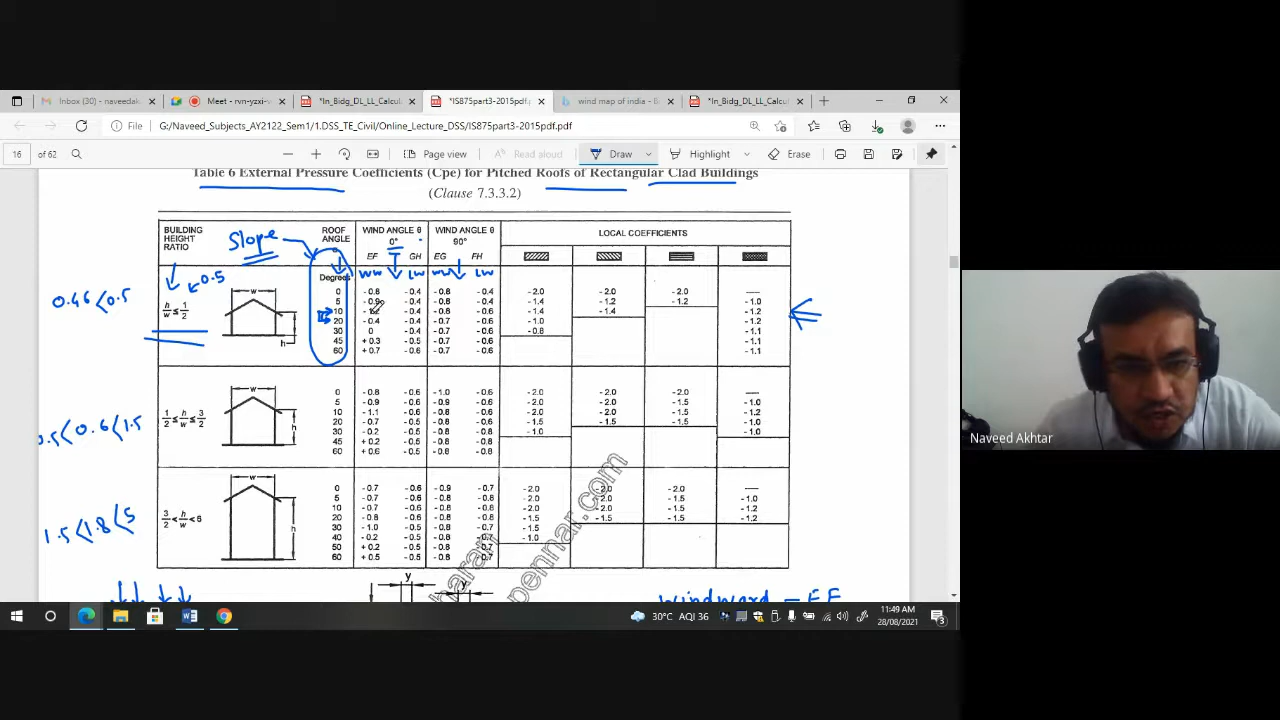 Inbox (30) - naveedak
Meet - rvn-yzxi-v
*In_Bidg_DL_LL_Calcul
*IS875part3-2015pdf.p
wind map of india - B
*In_Bidg_DL_LL_Calcul
File G:/Naveed_Subjects_AY2122_Sem1/1.DSS_TE_Civil/Online_Lecture_DSS/IS875part3-2015pdf.pdf
16 of 62 Page view Read aloud Draw Highlight Erase
Table 6 External Pressure Coefficients (Cpe) for Pitched Roofs of Rectangular Clad Buildings
(Clause 7.3.3.2)
BUILDING HEIGHT RATIO ROOF ANGLE WIND ANGLE θ 0° WIND ANGLE θ 90° LOCAL COEFFICIENTS
Slope
Degrees EF GH EG FH
WW LW WW LW
0.5
0.46 < 0.5
h/w ≤ 1/2
w
h
0 - 0.8 - 0.4 - 0.8 - 0.4 - 2.0 - 2.0 - 2.0 ----
5 - 0.9 - 0.4 - 0.8 - 0.4 - 1.4 - 1.2 - 1.2 - 1.0
10 - 0.4 - 0.8 - 0.6 - 1.4 - 1.4 - 1.2
20 - 0.4 - 0.4 - 0.7 - 0.6 - 1.0 - 1.2
30 0 - 0.4 - 0.7 - 0.6 - 0.8 - 1.1
45 + 0.3 - 0.5 - 0.7 - 0.6 - 1.1
60 + 0.7 - 0.6 - 0.7 - 0.6 - 1.1
0.5 < 0.6 < 1.5
1/2 ≤ h/w ≤ 3/2
w
h
0 - 0.8 - 0.6 - 1.0 - 0.6 - 2.0 - 2.0 - 2.0 ----
5 - 0.9 - 0.6 - 0.8 - 0.6 - 2.0 - 2.0 - 1.5 - 1.0
10 - 1.1 - 0.6 - 0.8 - 0.6 - 2.0 - 2.0 - 1.5 - 1.2
20 - 0.7 - 0.5 - 0.8 - 0.6 - 1.5 - 1.5 - 1.5 - 1.0
30 - 0.2 - 0.5 - 0.8 - 0.8 - 1.0 - 1.0
45 + 0.2 - 0.5 - 0.8 - 0.8
60 + 0.6 - 0.5 - 0.8 - 0.8
1.5 < 1.8 < 5
3/2 < h/w < 6
w
h
0 - 0.7 - 0.6 - 0.9 - 0.7 - 2.0 - 2.0 - 2.0 ----
5 - 0.7 - 0.6 - 0.8 - 0.8 - 2.0 - 2.0 - 1.5 - 1.0
10 - 0.7 - 0.6 - 0.8 - 0.8 - 2.0 - 2.0 - 1.5 - 1.2
20 - 0.8 - 0.6 - 0.8 - 0.8 - 1.5 - 1.5 - 1.5 - 1.2
30 - 1.0 - 0.5 - 0.8 - 0.7 - 1.5
40 - 0.2 - 0.5 - 0.8 - 0.7 - 1.0
50 + 0.2 - 0.5 - 0.8
60 + 0.5 - 0.5 - 0.8 - 0.7
y y
windward - EF
Naveed Akhtar
30°C AQI 36
11:49 AM
28/08/2021
3